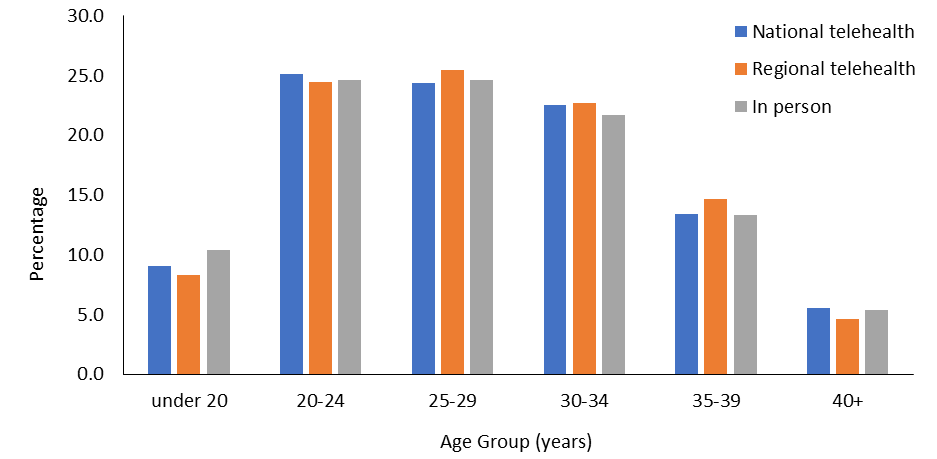 30.0
25.0
20.0
15.0
10.0
5.0
0.0
Percentage
National telehealth
Regional telehealth
In person
under 20 20-24 25-29 30-34 35-39 40+
Age Group (years)